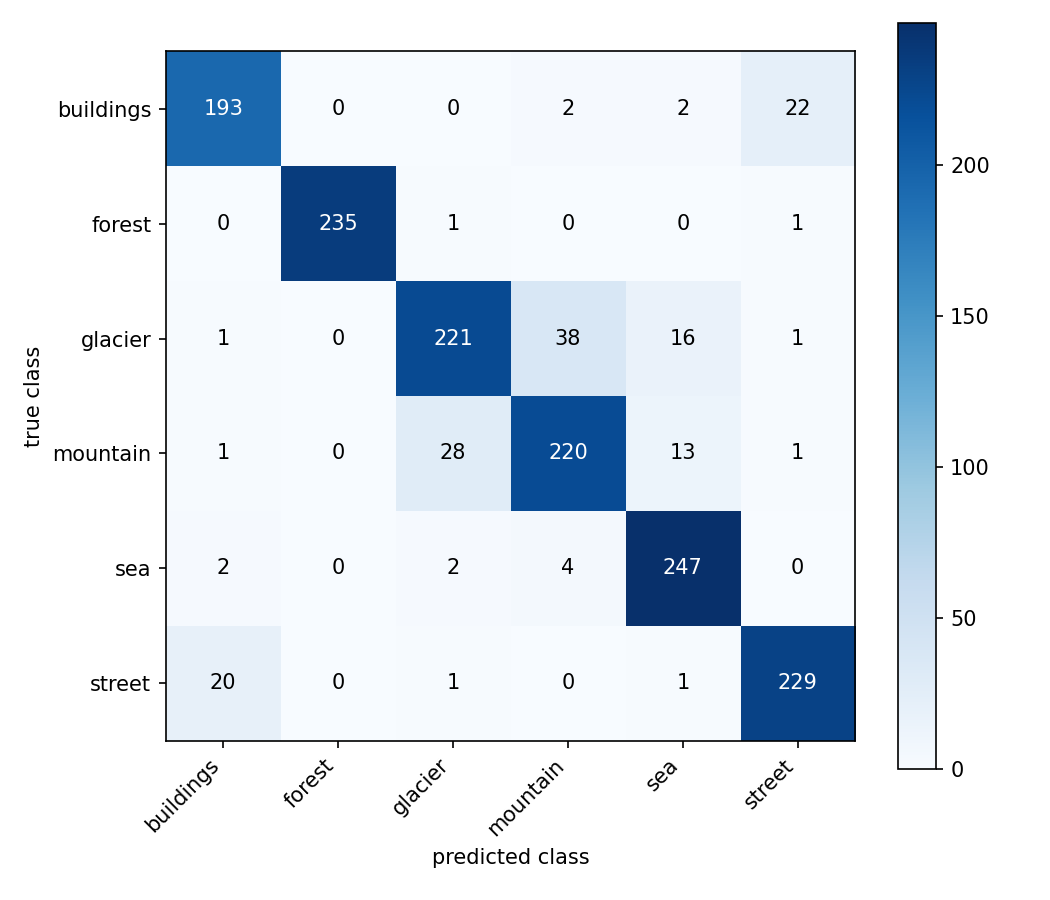 buildings 193 0 0 2 2 22
forest 0 235 1 0 0 1
glacier 1 0 221 38 16 1
mountain 1 0 28 220 13 1
sea 2 0 2 4 247 0
street 20 0 1 0 1 229
true class
buildings forest glacier mountain sea street
predicted class
200
150
100
50
0